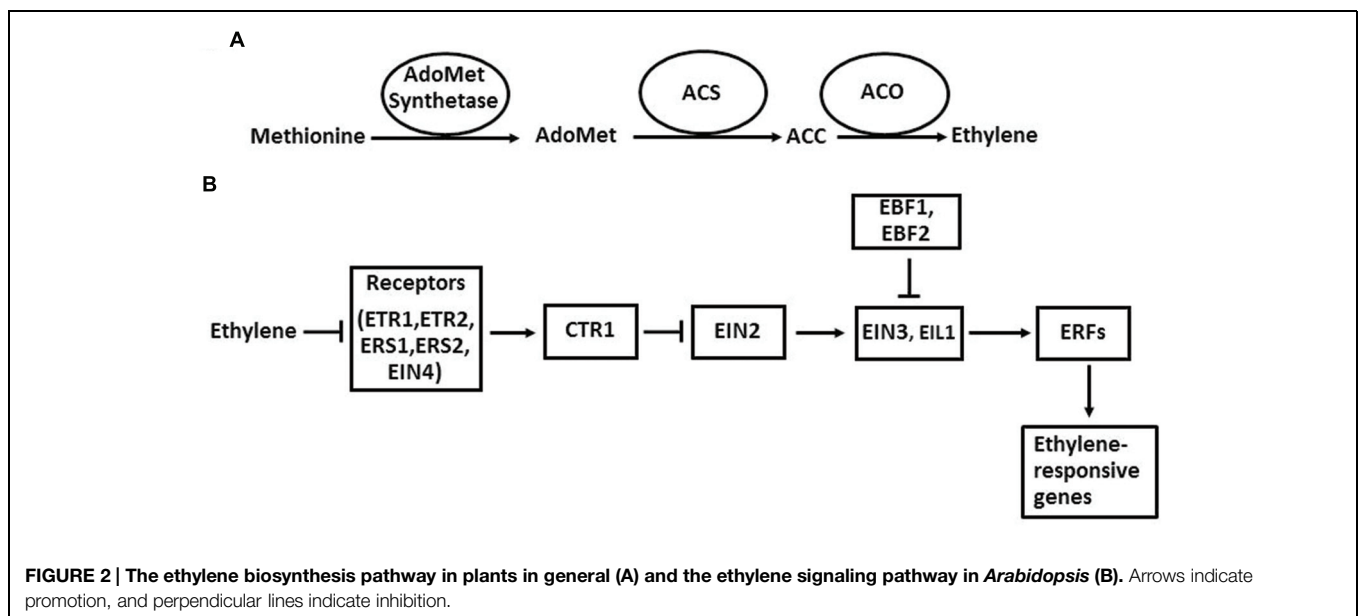 A
AdoMet
Synthetase
ACS
ACO
Methionine
AdoMet
ACC
Ethylene
B
EBF1,
EBF2
Ethylene
Receptors
(ETR1,ETR2,
ERS1,ERS2,
EIN4)
CTR1
EIN2
EIN3, EIL1
ERFs
Ethylene-
responsive
genes
FIGURE 2 | The ethylene biosynthesis pathway in plants in general (A) and the ethylene signaling pathway in Arabidopsis (B). Arrows indicate
promotion, and perpendicular lines indicate inhibition.